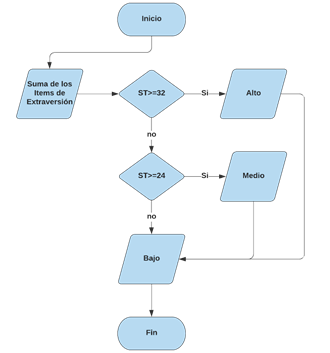 Inicio
Suma de los
Items de
Extraversión
ST>=32
Si
Alto
no
ST>=24
Si
Medio
no
Bajo
Fin